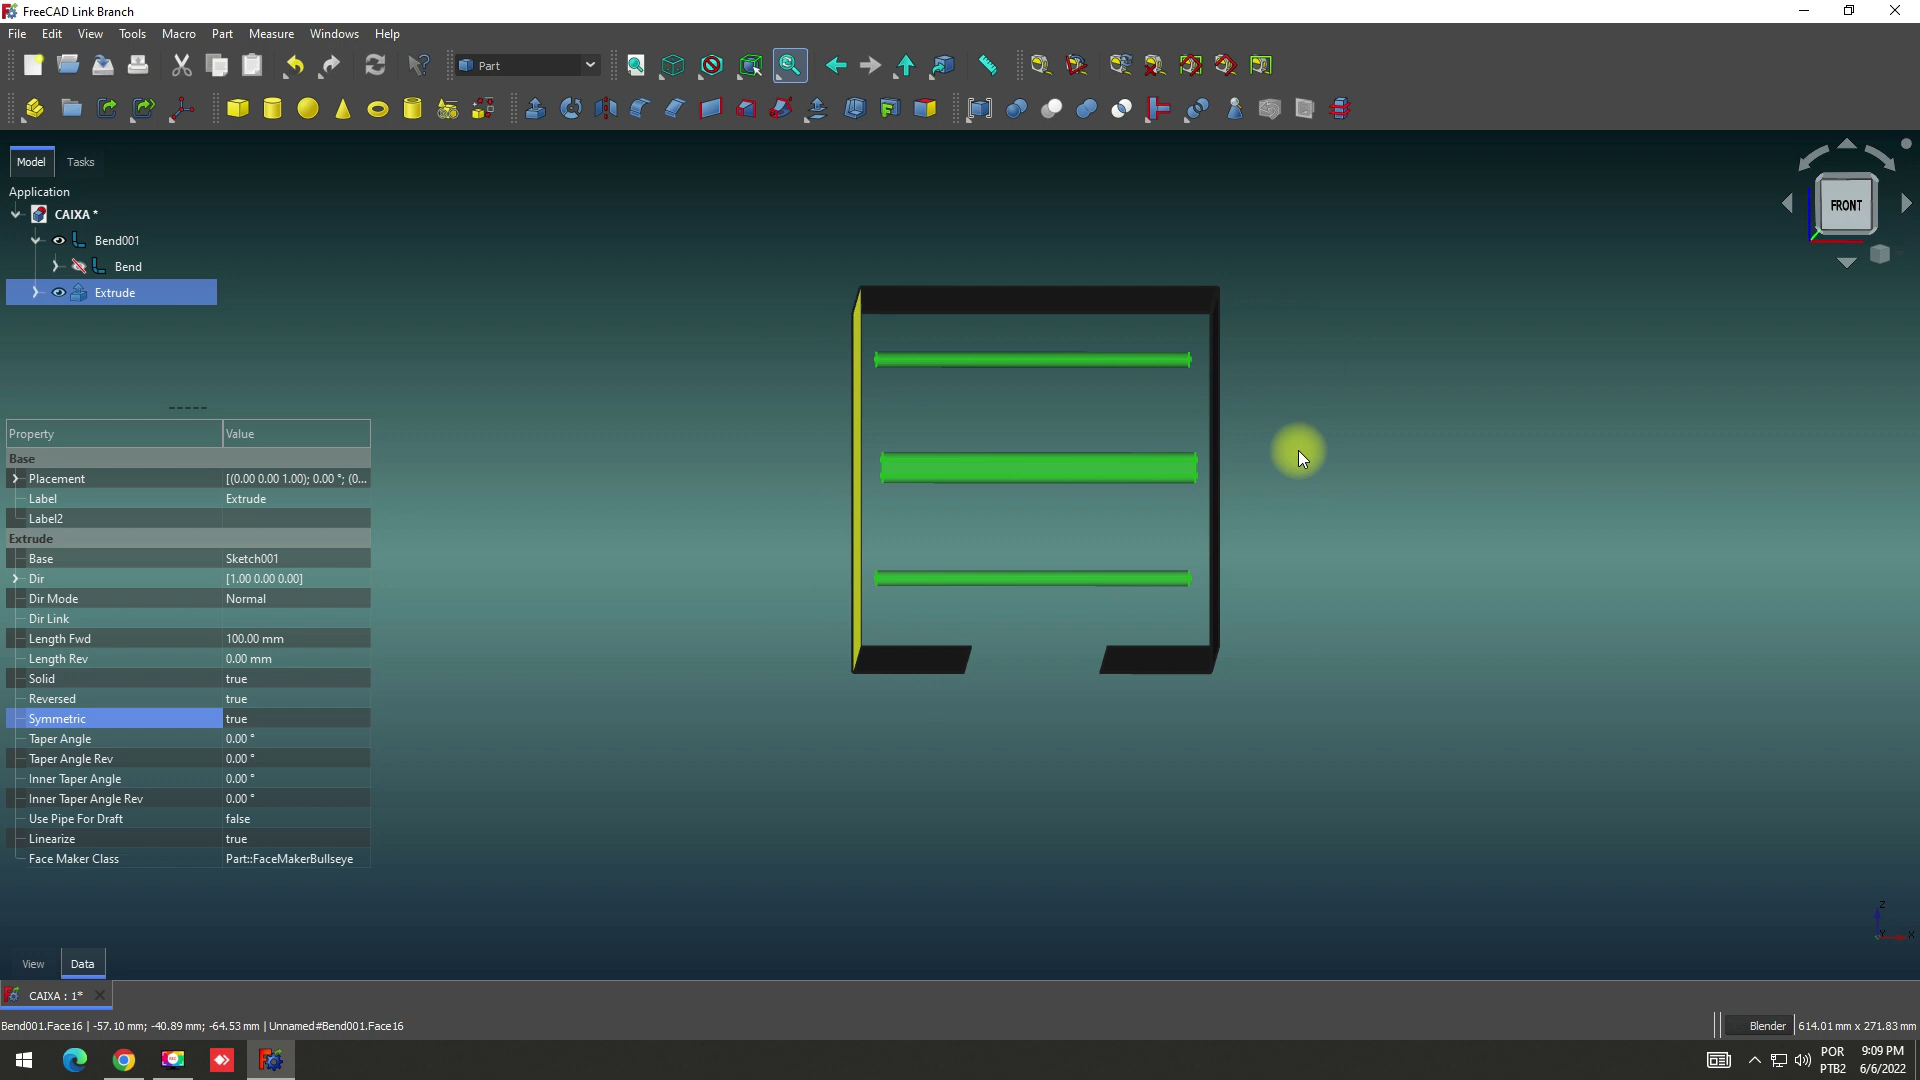 FreeCAD Link Branch
File Edit View Tools Macro Part Measure Windows Help
Part
Model Tasks
Application
CAIXA *
Bend001
Bend
Extrude
FRONT
Property Value
Base
Placement [(0.00 0.00 1.00); 0.00 °; (0...
Label Extrude
Label2
Extrude
Base Sketch001
Dir [1.00 0.00 0.00]
Dir Mode Normal
Dir Link
Length Fwd 100.00 mm
Length Rev 0.00 mm
Solid true
Reversed true
Symmetric true
Taper Angle 0.00 °
Taper Angle Rev 0.00 °
Inner Taper Angle 0.00 °
Inner Taper Angle Rev 0.00 °
Use Pipe For Draft false
Linearize true
Face Maker Class Part::FaceMakerBullseye
Z
Y X
View Data
CAIXA : 1*
Bend001.Face16 | -57.10 mm; -40.89 mm; -64.53 mm | Unnamed#Bend001.Face16
Blender 614.01 mm x 271.83 mm
POR 9:09 PM
PTB2 6/6/2022